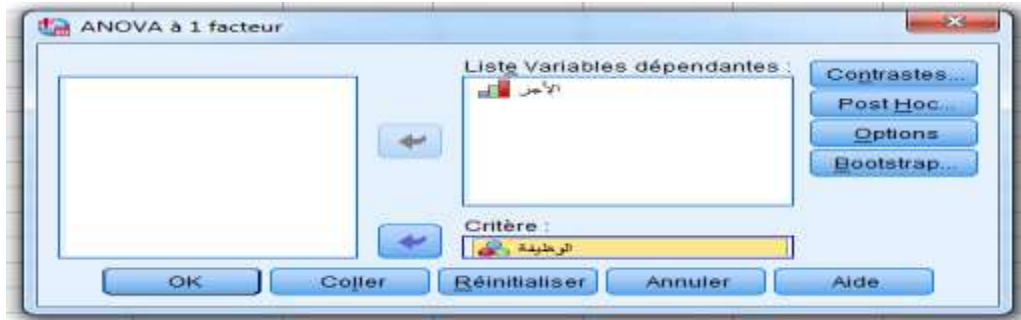 ANOVA à 1 facteur
Liste Variables dépendantes :
الأجر
Contrastes...
Post Hoc...
Options
Bootstrap...
Critère :
الوظيفة
OK
Coller
Réinitialiser
Annuler
Aide